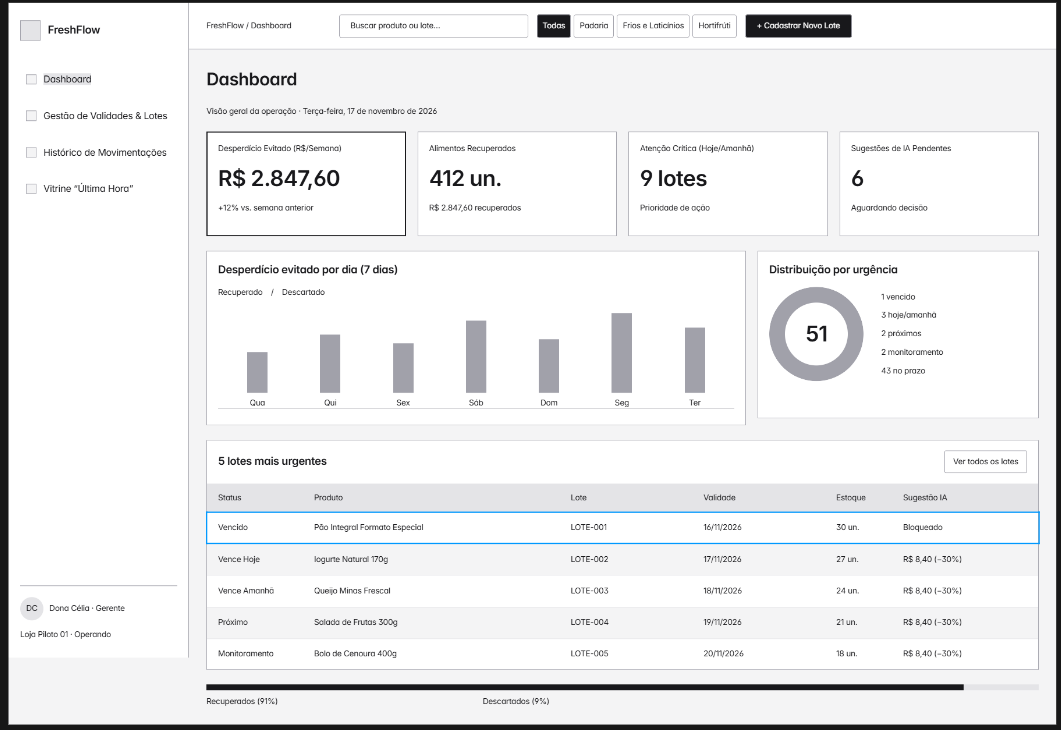 FreshFlow
Dashboard
Gestão de Validades & Lotes
Histórico de Movimentações
Vitrine “Última Hora”
DC
Dona Célia · Gerente
Loja Piloto 01 · Operando
FreshFlow / Dashboard
Buscar produto ou lote...
Todas
Padaria
Frios e Laticínios
Hortifrúti
+ Cadastrar Novo Lote
Dashboard
Visão geral da operação · Terça-feira, 17 de novembro de 2026
Desperdício Evitado (R$/Semana)
R$ 2.847,60
+12% vs. semana anterior
Alimentos Recuperados
412 un.
R$ 2.847,60 recuperados
Atenção Crítica (Hoje/Amanhã)
9 lotes
Prioridade de ação
Sugestões de IA Pendentes
6
Aguardando decisão
Desperdício evitado por dia (7 dias)
Recuperado / Descartado
Qua Qui Sex Sáb Dom Seg Ter
Distribuição por urgência
51
1 vencido
3 hoje/amanhã
2 próximos
2 monitoramento
43 no prazo
5 lotes mais urgentes
Ver todos os lotes
Status Produto Lote Validade Estoque Sugestão IA
Vencido Pão Integral Formato Especial LOTE-001 16/11/2026 30 un. Bloqueado
Vence Hoje Iogurte Natural 170g LOTE-002 17/11/2026 27 un. R$ 8,40 (−30%)
Vence Amanhã Queijo Minas Frescal LOTE-003 18/11/2026 24 un. R$ 8,40 (−30%)
Próximo Salada de Frutas 300g LOTE-004 19/11/2026 21 un. R$ 8,40 (−30%)
Monitoramento Bolo de Cenoura 400g LOTE-005 20/11/2026 18 un. R$ 8,40 (−30%)
Recuperados (91%) Descartados (9%)